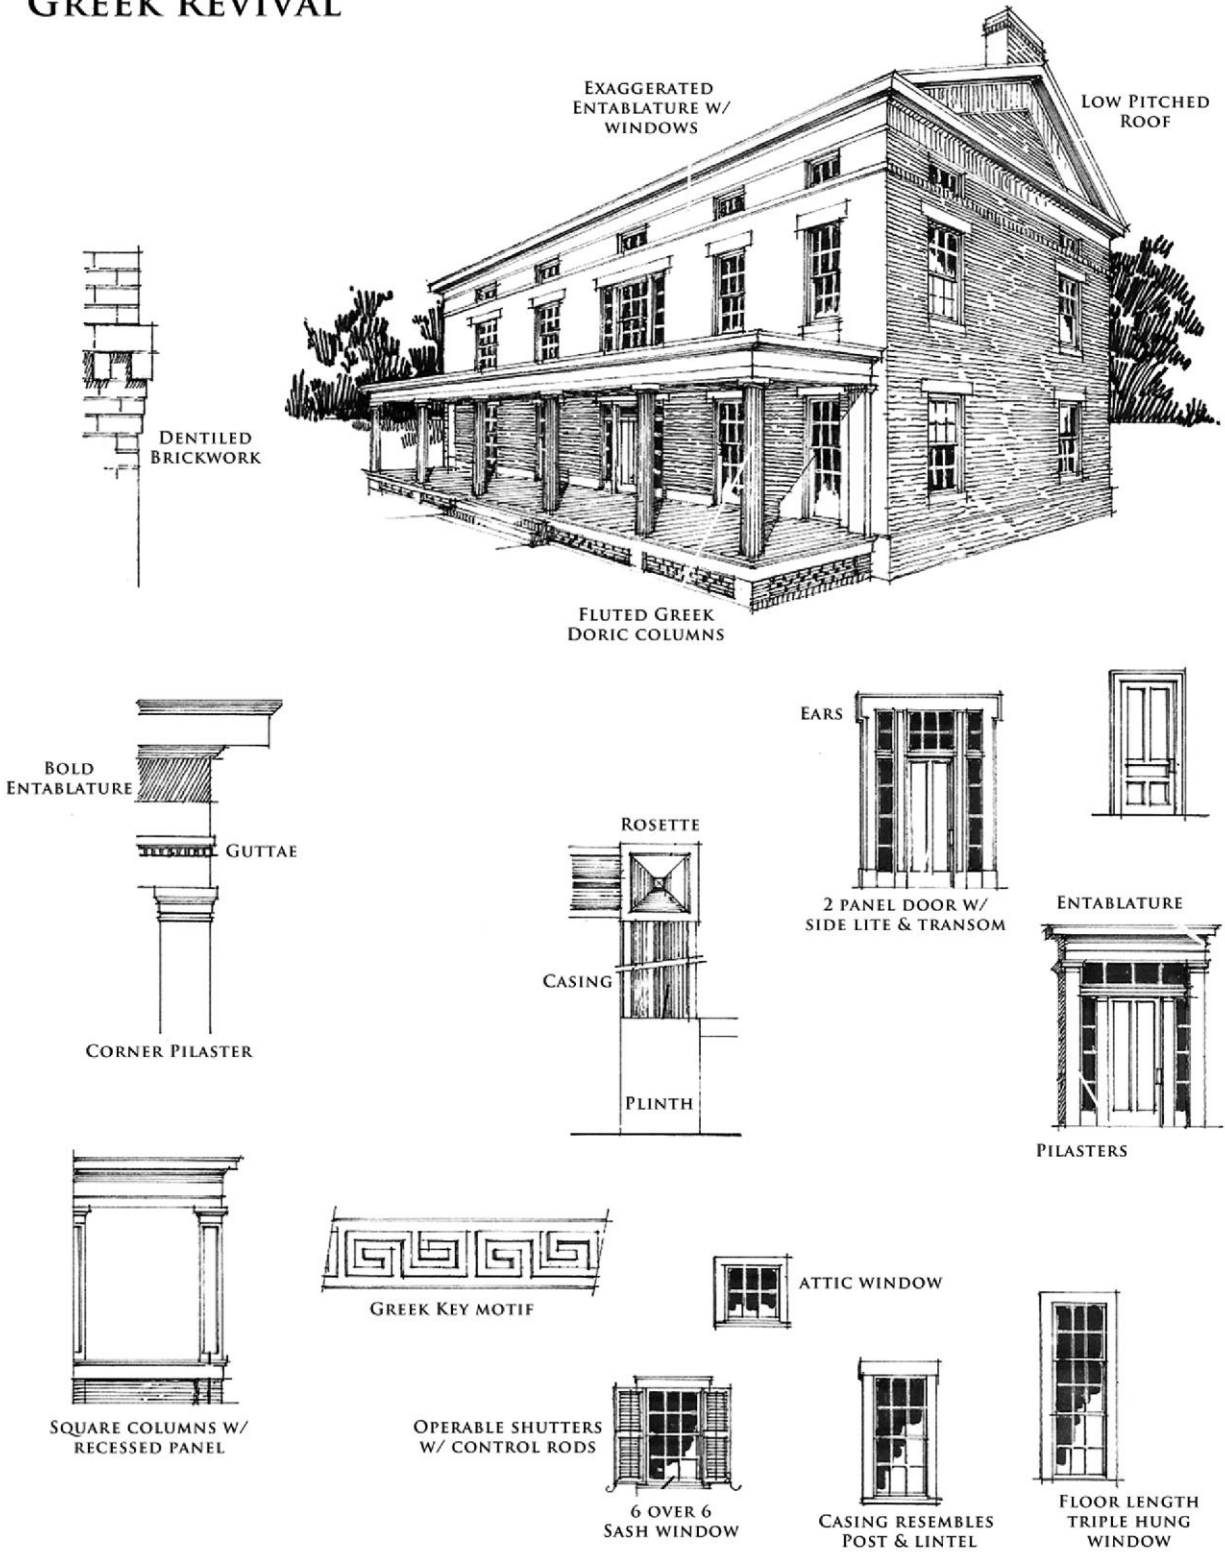 GREEK REVIVAL
EXAGGERATED
ENTABLATURE W/
WINDOWS
LOW PITCHED
ROOF
DENTILED
BRICKWORK
FLUTED GREEK
DORIC COLUMNS
EARS
BOLD
ENTABLATURE
GUTTAE
ROSETTE
2 PANEL DOOR W/
SIDE LITE & TRANSOM
ENTABLATURE
CASING
CORNER PILASTER
PLINTH
PILASTERS
GREEK KEY MOTIF
ATTIC WINDOW
SQUARE COLUMNS W/
RECESSED PANEL
OPERABLE SHUTTERS
W/ CONTROL RODS
6 OVER 6
SASH WINDOW
CASING RESEMBLES
POST & LINTEL
FLOOR LENGTH
TRIPLE HUNG
WINDOW